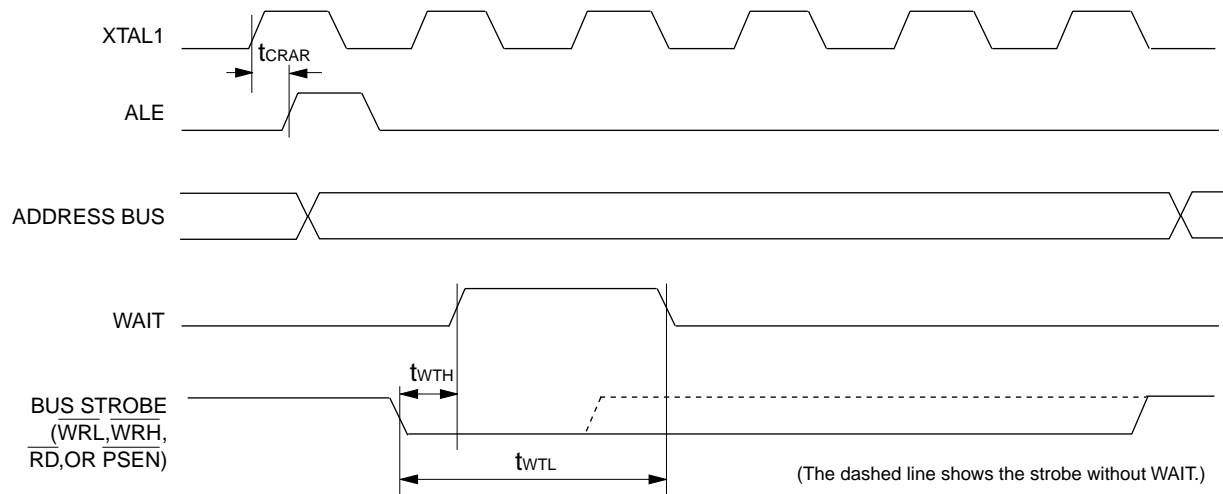 XTAL1
tCRAR
ALE
ADDRESS BUS
WAIT
tWTH
BUS STROBE
(WRL,WRH,
RD,OR PSEN)
tWTL
(The dashed line shows the strobe without WAIT.)